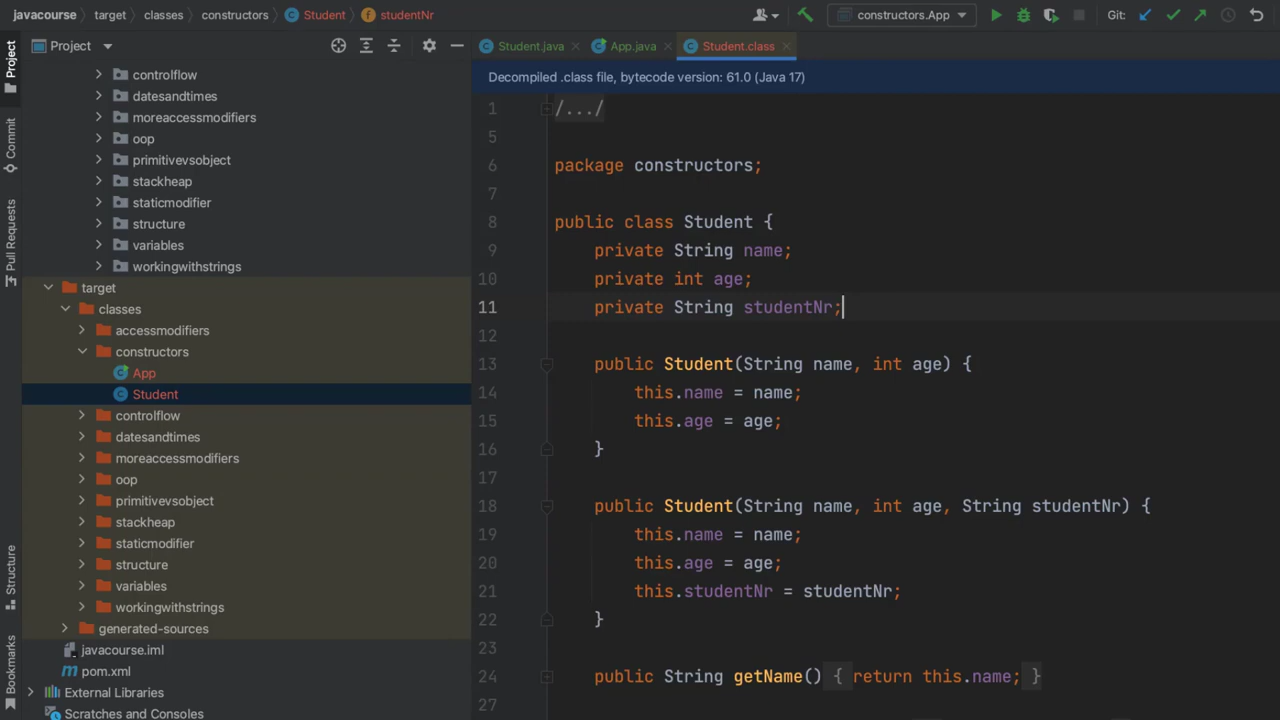 javacourse target classes constructors Student studentNr
constructors.App Git:
Project
Student.java App.java Student.class
Decompiled .class file, bytecode version: 61.0 (Java 17)
Project
Commit
Pull Requests
Structure
Bookmarks
controlflow
datesandtimes
moreaccessmodifiers
oop
primitivevsobject
stackheap
staticmodifier
structure
variables
workingwithstrings
target
classes
accessmodifiers
constructors
App
Student
controlflow
datesandtimes
moreaccessmodifiers
oop
primitivevsobject
stackheap
staticmodifier
structure
variables
workingwithstrings
generated-sources
javacourse.iml
pom.xml
External Libraries
Scratches and Consoles
1 /.../
5
6 package constructors;
7
8 public class Student {
9 private String name;
10 private int age;
11 private String studentNr;
12
13 public Student(String name, int age) {
14 this.name = name;
15 this.age = age;
16 }
17
18 public Student(String name, int age, String studentNr) {
19 this.name = name;
20 this.age = age;
21 this.studentNr = studentNr;
22 }
23
24 public String getName() { return this.name; }
27